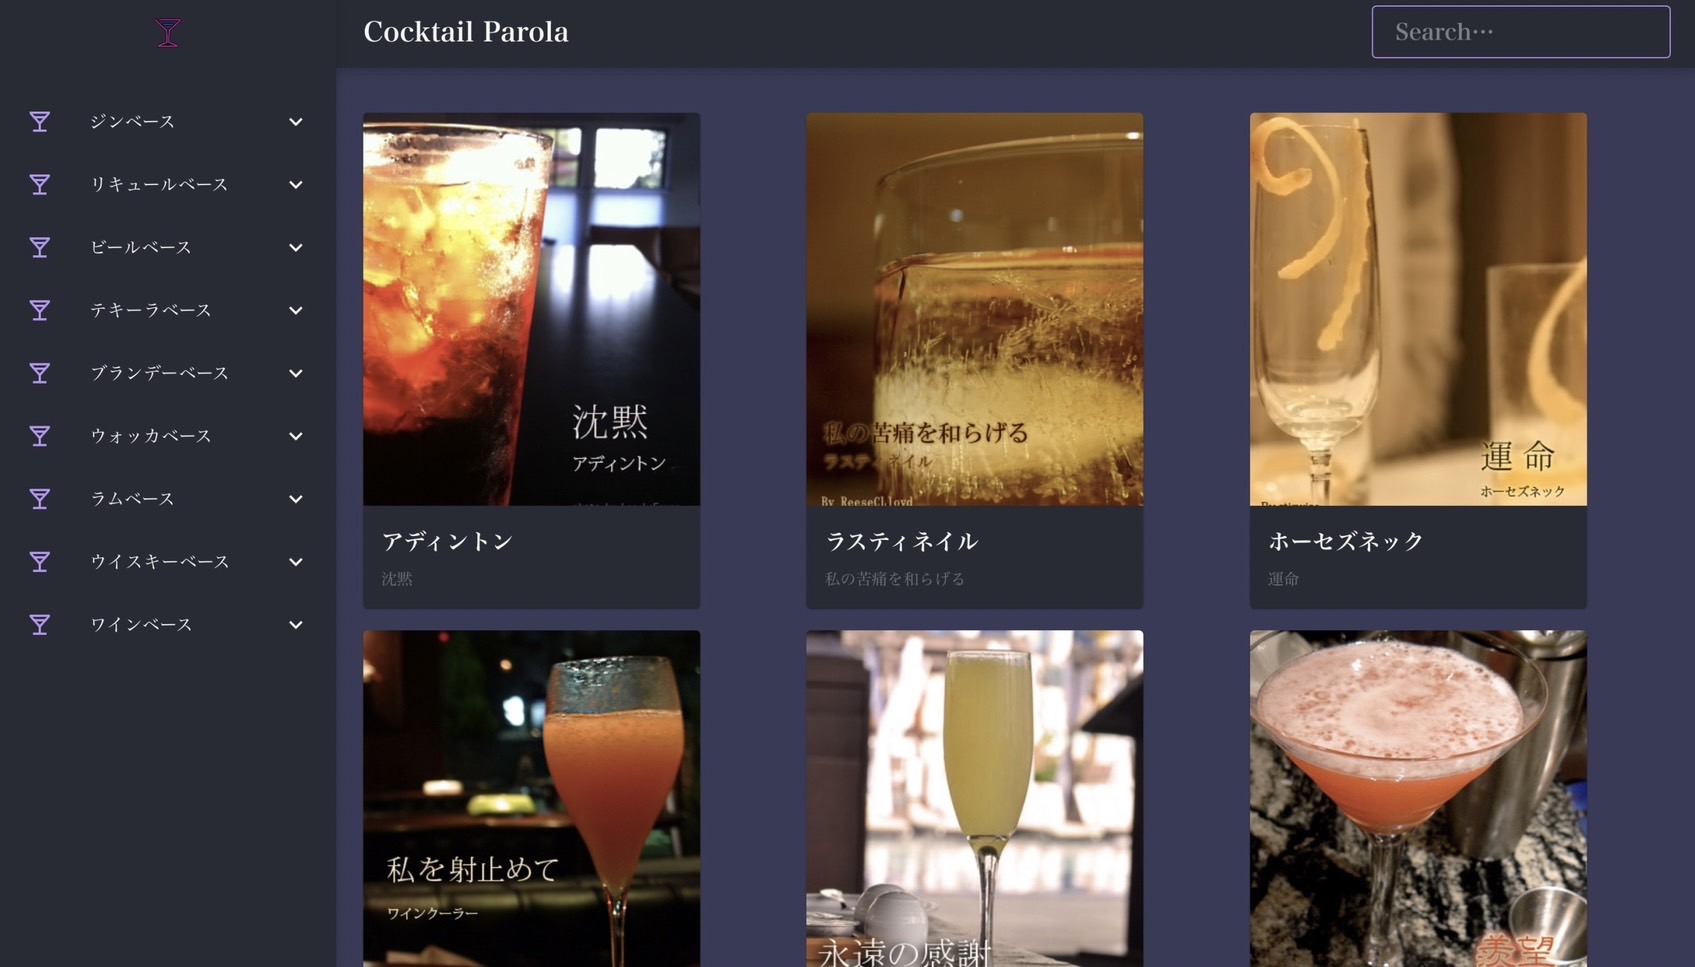 Cocktail Parola
Search…
ジンベース
リキュールベース
ビールベース
テキーラベース
ブランデーベース
ウォッカベース
ラムベース
ウイスキーベース
ワインベース
沈黙
アディントン
アディントン
沈黙
私の苦痛を和らげる
ラスティネイル
By ReeseCLloyd
ラスティネイル
私の苦痛を和らげる
運命
ホーセズネック
ホーセズネック
運命
私を射止めて
ワインクーラー
永遠の感謝
羨望